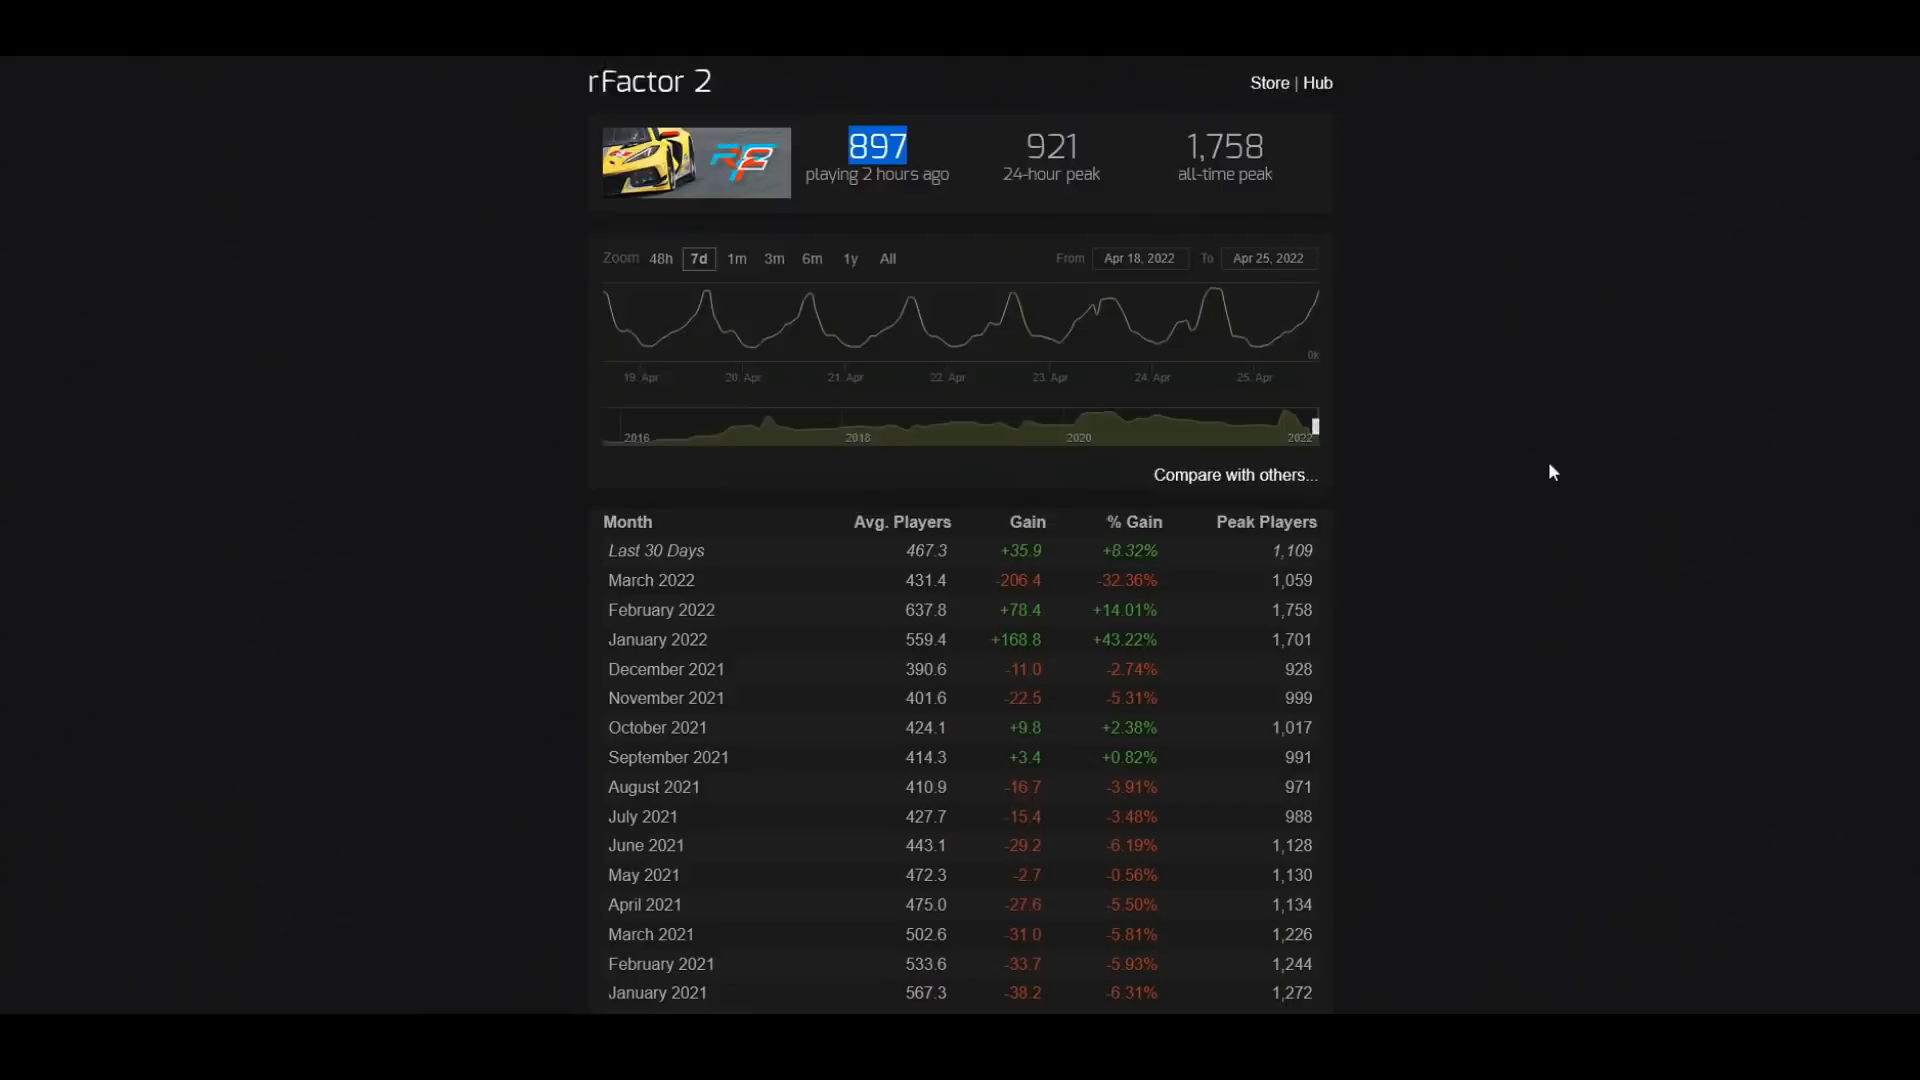 rFactor 2
Store | Hub
rF2
897
playing 2 hours ago
921
24-hour peak
1,758
all-time peak
Zoom 48h 7d 1m 3m 6m 1y All
From Apr 18, 2022 To Apr 25, 2022
0k
19. Apr 20. Apr 21. Apr 22. Apr 23. Apr 24. Apr 25. Apr
2016 2018 2020 2022
Compare with others...
Month Avg. Players Gain % Gain Peak Players
Last 30 Days 467.3 +35.9 +8.32% 1,109
March 2022 431.4 -206.4 -32.36% 1,059
February 2022 637.8 +78.4 +14.01% 1,758
January 2022 559.4 +168.8 +43.22% 1,701
December 2021 390.6 -11.0 -2.74% 928
November 2021 401.6 -22.5 -5.31% 999
October 2021 424.1 +9.8 +2.38% 1,017
September 2021 414.3 +3.4 +0.82% 991
August 2021 410.9 -16.7 -3.91% 971
July 2021 427.7 -15.4 -3.48% 988
June 2021 443.1 -29.2 -6.19% 1,128
May 2021 472.3 -2.7 -0.56% 1,130
April 2021 475.0 -27.6 -5.50% 1,134
March 2021 502.6 -31.0 -5.81% 1,226
February 2021 533.6 -33.7 -5.93% 1,244
January 2021 567.3 -38.2 -6.31% 1,272